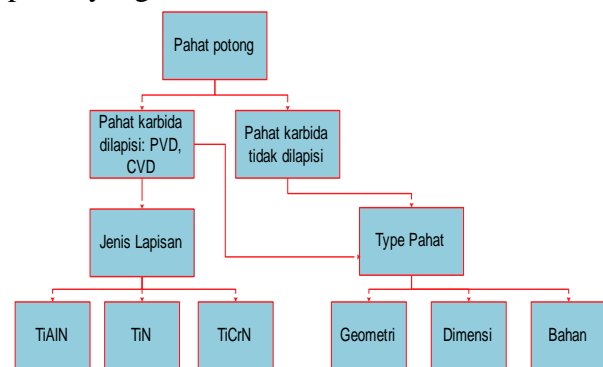 Pahat potong
Pahat karbida
dilapisi: PVD,
CVD
Pahat karbida
tidak dilapisi
Jenis Lapisan
Type Pahat
TiAlN
TiN
TiCrN
Geometri
Dimensi
Bahan